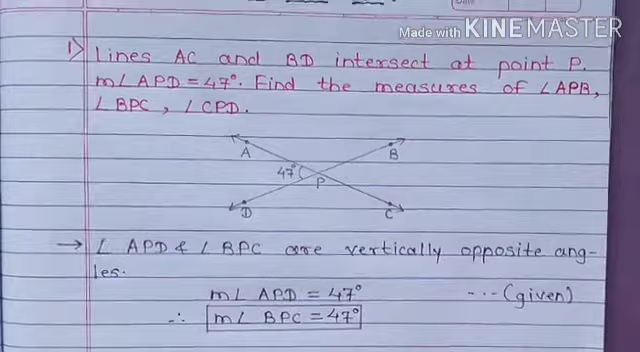 Date
Made with KINEMASTER
1) Lines AC and BD intersect at point P.
m∠APD = 47°. Find the measures of ∠APB,
∠BPC, ∠CPD.
A
B
47°
P
D
C
→ ∠ APD & ∠ BPC are vertically opposite ang-
les.
m∠ APD = 47° ---(given)
∴ m∠ BPC = 47°